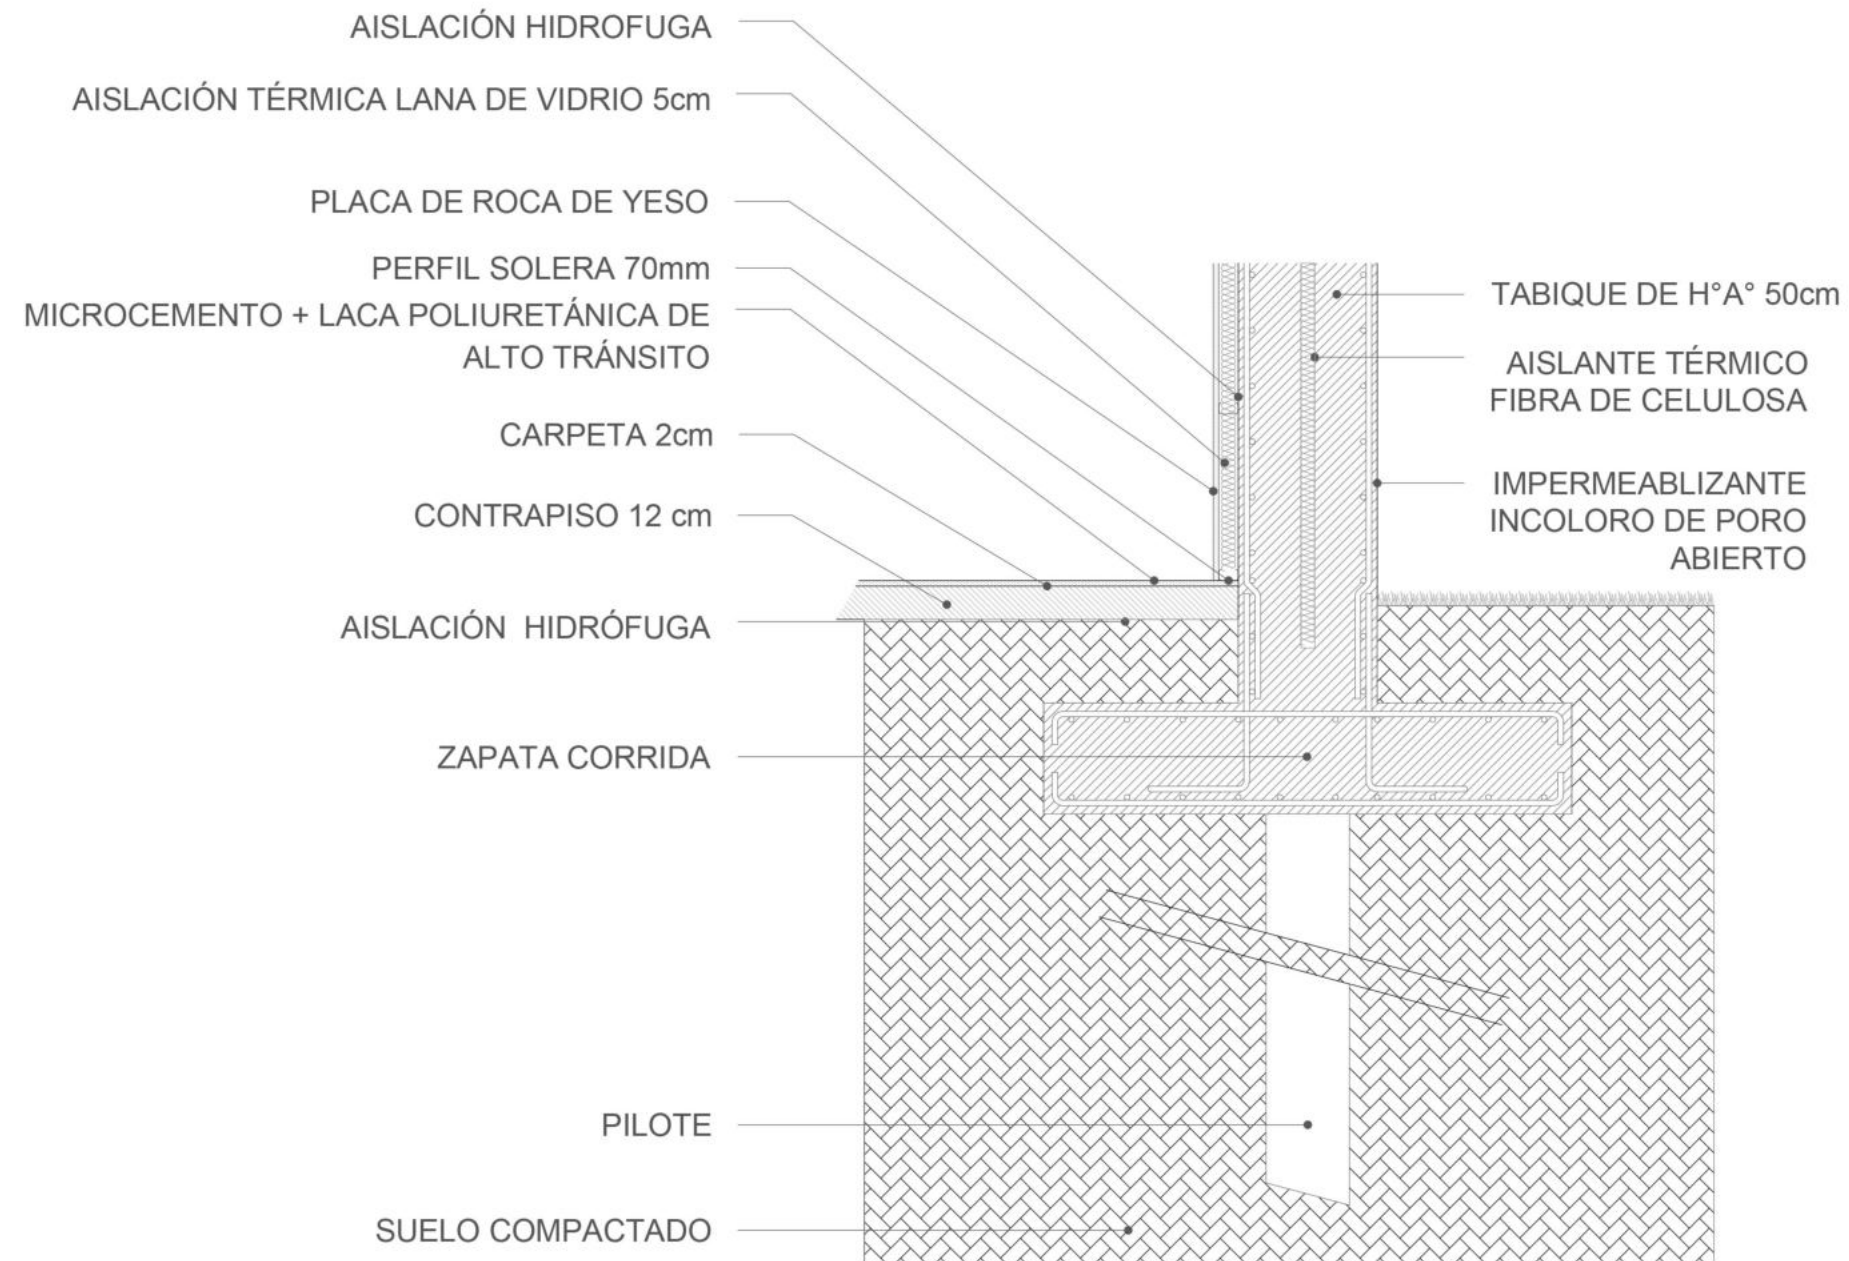 AISLACIÓN HIDROFUGA
AISLACIÓN TÉRMICA LANA DE VIDRIO 5cm
PLACA DE ROCA DE YESO
PERFIL SOLERA 70mm
MICROCEMENTO + LACA POLIURETÁNICA DE
ALTO TRÁNSITO
CARPETA 2cm
CONTRAPISO 12 cm
AISLACIÓN HIDRÓFUGA
ZAPATA CORRIDA
PILOTE
SUELO COMPACTADO
TABIQUE DE H°A° 50cm
AISLANTE TÉRMICO
FIBRA DE CELULOSA
IMPERMEABLIZANTE
INCOLORO DE PORO
ABIERTO